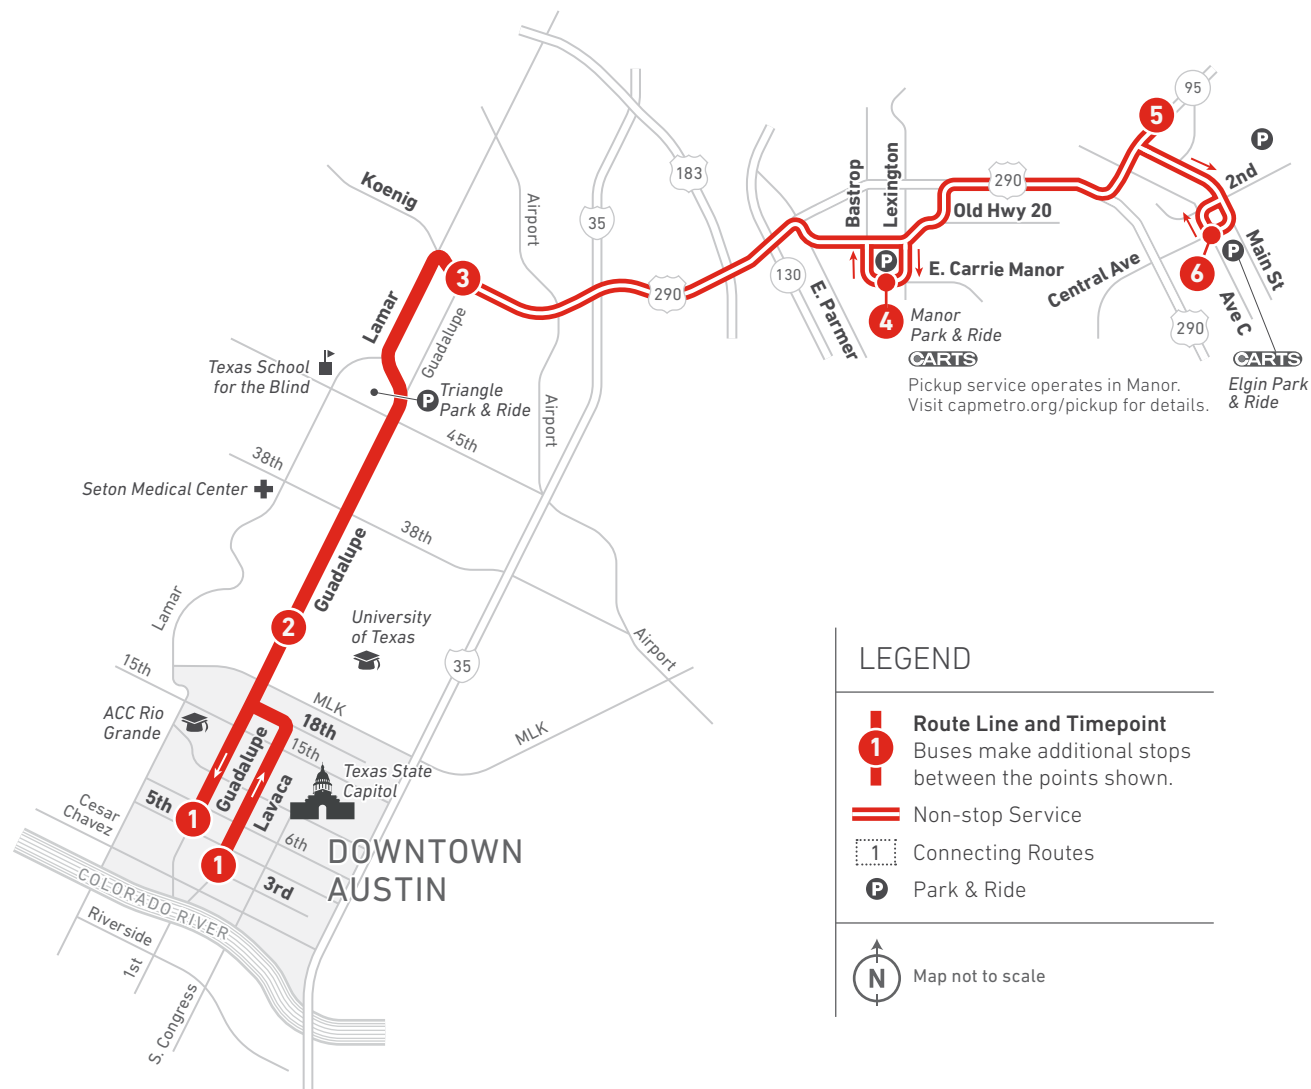 95
5
P
2nd
183
Koenig
Airport
35
Bastrop
Lexington
290
Old Hwy 20
Main St
P
6
Central Ave
Ave C
290
CARTS
Elgin Park
& Ride
3
290
130
E. Parmer
P
E. Carrie Manor
4
Manor
Park & Ride
CARTS
Pickup service operates in Manor.
Visit capmetro.org/pickup for details.
Lamar
Guadalupe
Texas School
for the Blind
P
Triangle
Park & Ride
Airport
45th
38th
Seton Medical Center
38th
Guadalupe
Lamar
2
University
of Texas
35
Airport
15th
MLK
18th
MLK
ACC Rio
Grande
Guadalupe
15th
Lavaca
Texas State
Capitol
5th
1
Cesar
Chavez
6th
1
3rd
DOWNTOWN
AUSTIN
COLORADO RIVER
Riverside
1st
S. Congress
LEGEND
1
Route Line and Timepoint
Buses make additional stops
between the points shown.
Non-stop Service
1
Connecting Routes
P
Park & Ride
N
Map not to scale